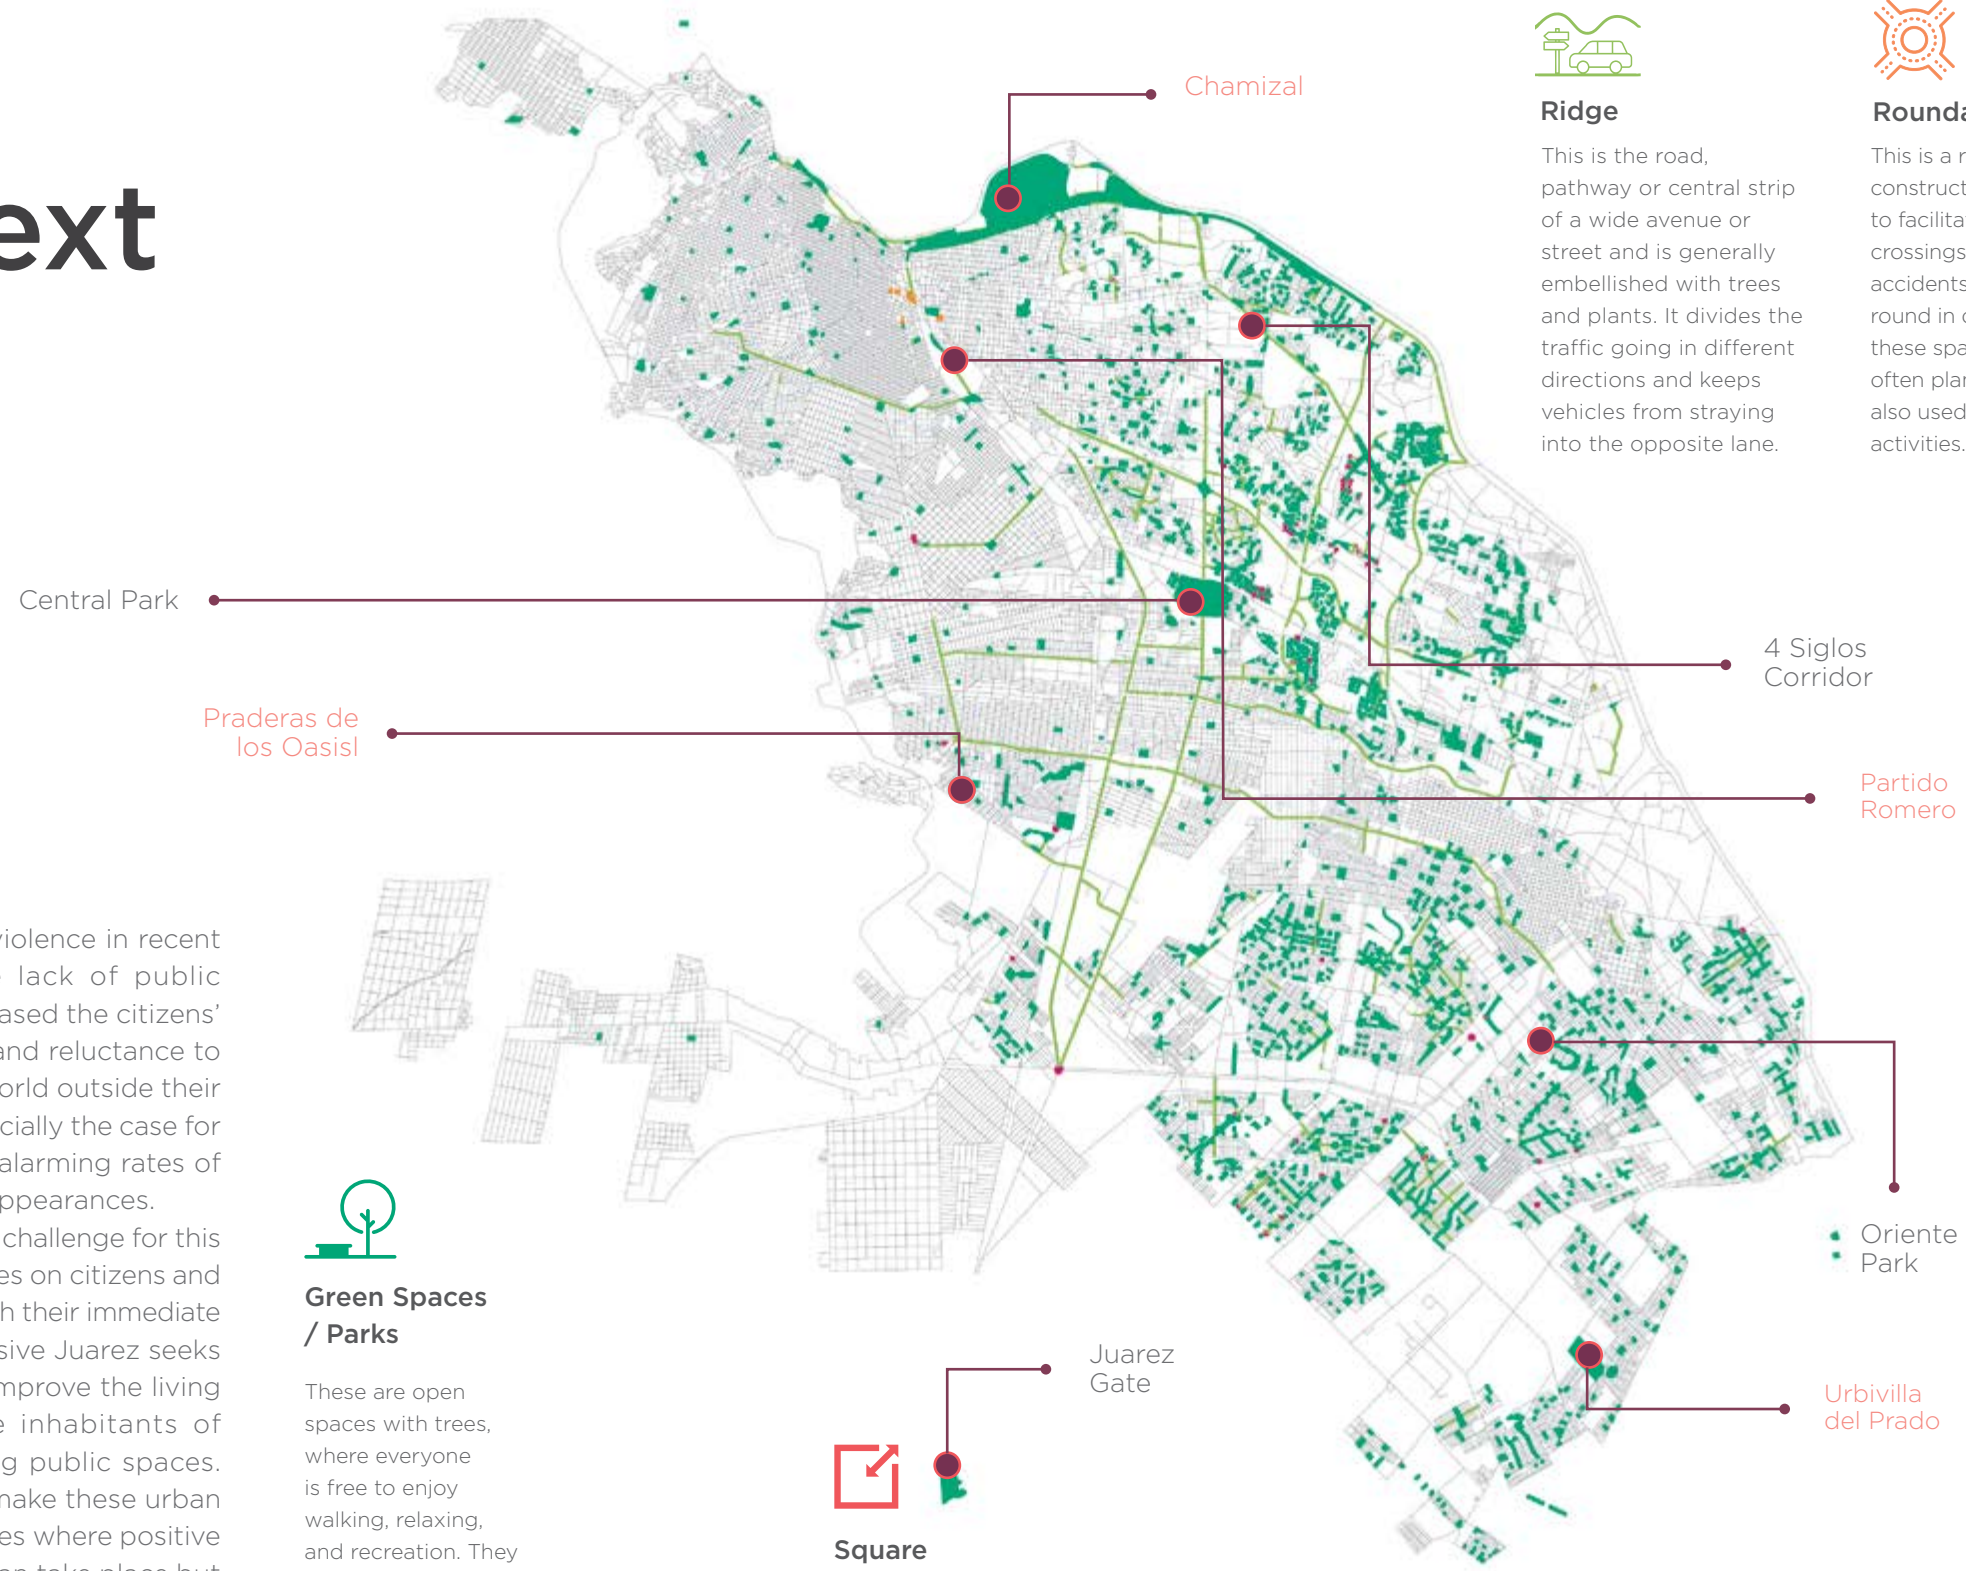 ext
Chamizal
Ridge
This is the road,
pathway or central strip
of a wide avenue or
street and is generally
embellished with trees
and plants. It divides the
traffic going in different
directions and keeps
vehicles from straying
into the opposite lane.
Rounda
This is a r
construct
to facilita
crossings
accidents
round in c
these spa
often plan
also used
activities.
Central Park
4 Siglos
Corridor
Praderas de
los Oasisl
Partido
Romero
violence in recent
lack of public
ased the citizens’
and reluctance to
orld outside their
cially the case for
alarming rates of
ppearances.
challenge for this
es on citizens and
h their immediate
sive Juarez seeks
mprove the living
e inhabitants of
g public spaces.
make these urban
es where positive
an take place but
Green Spaces
/ Parks
These are open
spaces with trees,
where everyone
is free to enjoy
walking, relaxing,
and recreation. They
Juarez
Gate
Square
Oriente
Park
Urbivilla
del Prado